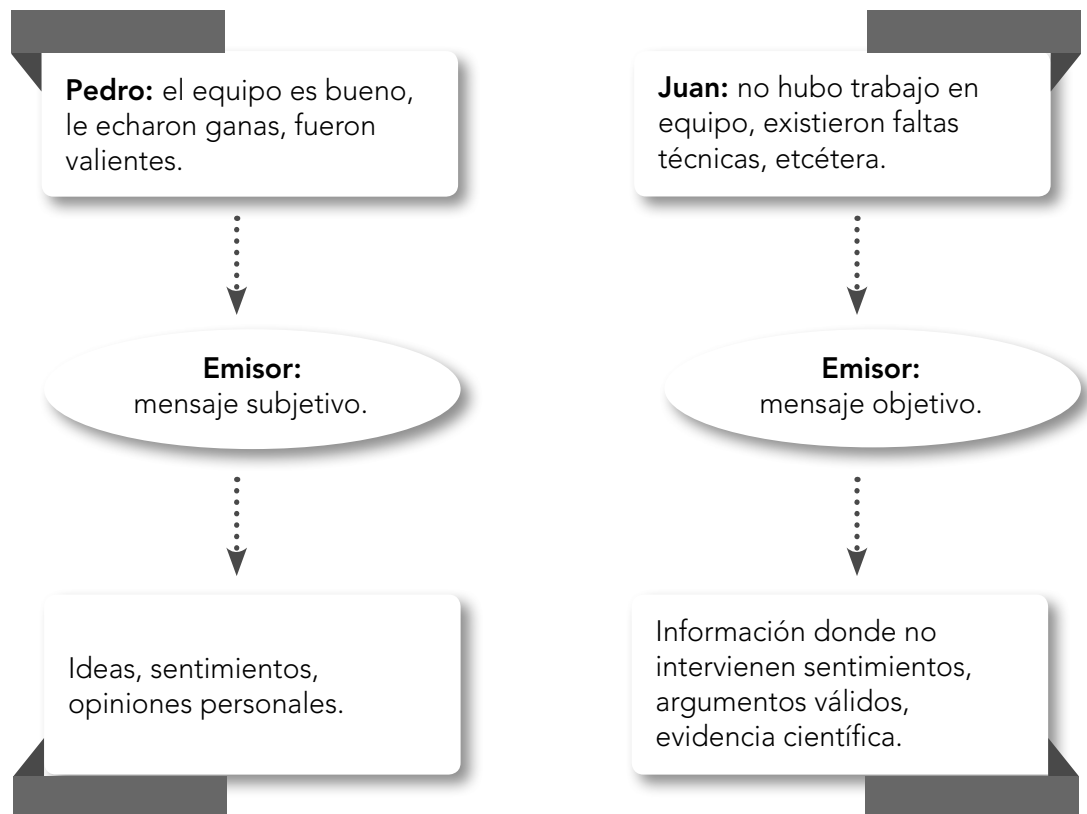 Pedro: el equipo es bueno,
le echaron ganas, fueron
valientes.
Emisor:
mensaje subjetivo.
Ideas, sentimientos,
opiniones personales.
Juan: no hubo trabajo en
equipo, existieron faltas
técnicas, etcétera.
Emisor:
mensaje objetivo.
Información donde no
intervienen sentimientos,
argumentos válidos,
evidencia científica.